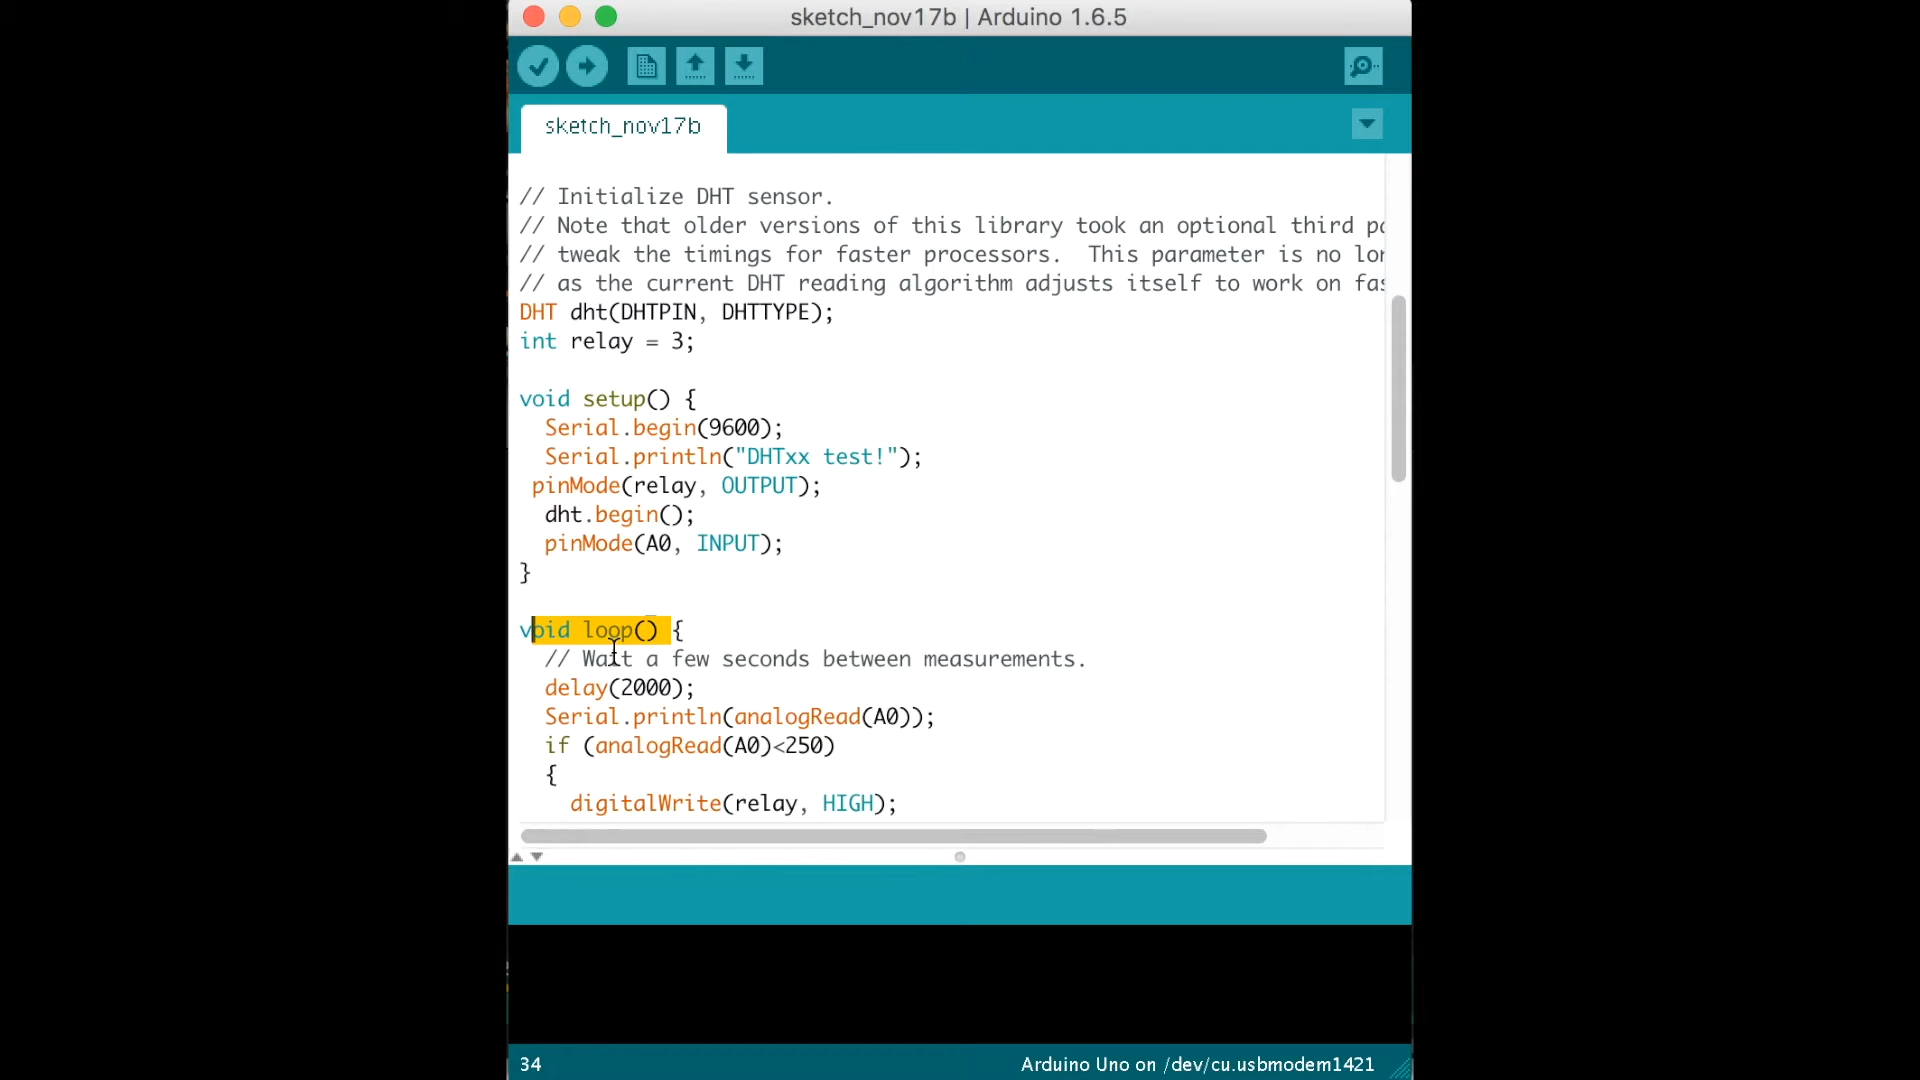 sketch_nov17b | Arduino 1.6.5
sketch_nov17b
// Initialize DHT sensor.
// Note that older versions of this library took an optional third
// tweak the timings for faster processors.  This parameter is no
// as the current DHT reading algorithm adjusts itself to work on
DHT dht(DHTPIN, DHTTYPE);
int relay = 3;
void setup() {
  Serial.begin(9600);
  Serial.println("DHTxx test!");
 pinMode(relay, OUTPUT);
  dht.begin();
  pinMode(A0, INPUT);
}
void loop() {
  // Wait a few seconds between measurements.
  delay(2000);
  Serial.println(analogRead(A0));
  if (analogRead(A0)<250)
  {
    digitalWrite(relay, HIGH);
34
Arduino Uno on /dev/cu.usbmodem1421